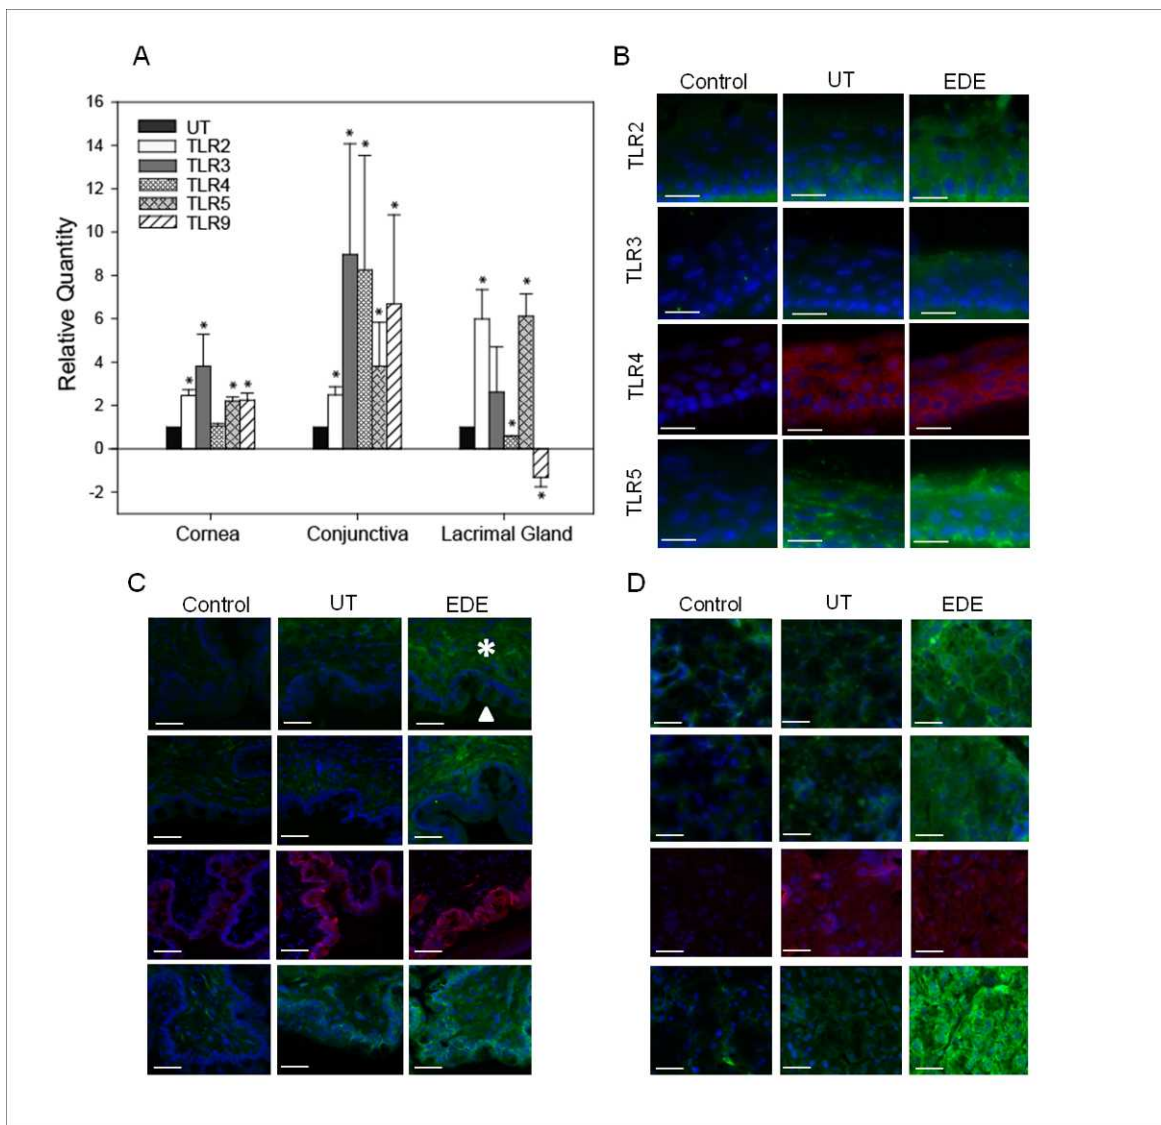 A
16
14
12
10
8
6
4
2
0
-2
Relative Quantity
UT
TLR2
TLR3
TLR4
TLR5
TLR9
* * * * *
* * * * *
* * * *
Cornea Conjunctiva Lacrimal Gland
B
Control UT EDE
TLR2
TLR3
TLR4
TLR5
C
Control UT EDE
*
D
Control UT EDE